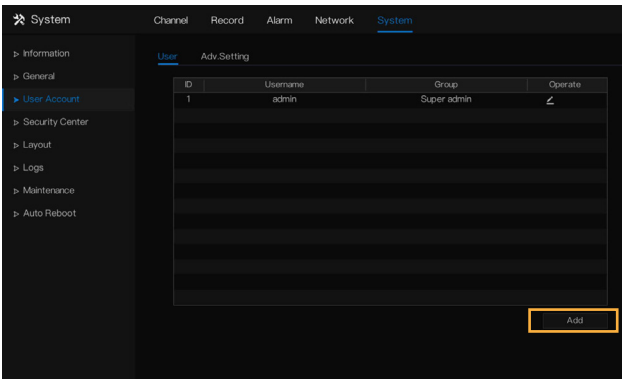 System
Channel Record Alarm Network System
Information
General
User Account
Security Center
Layout
Logs
Maintenance
Auto Reboot
User Adv.Setting
ID Username Group Operate
1 admin Super admin
Add